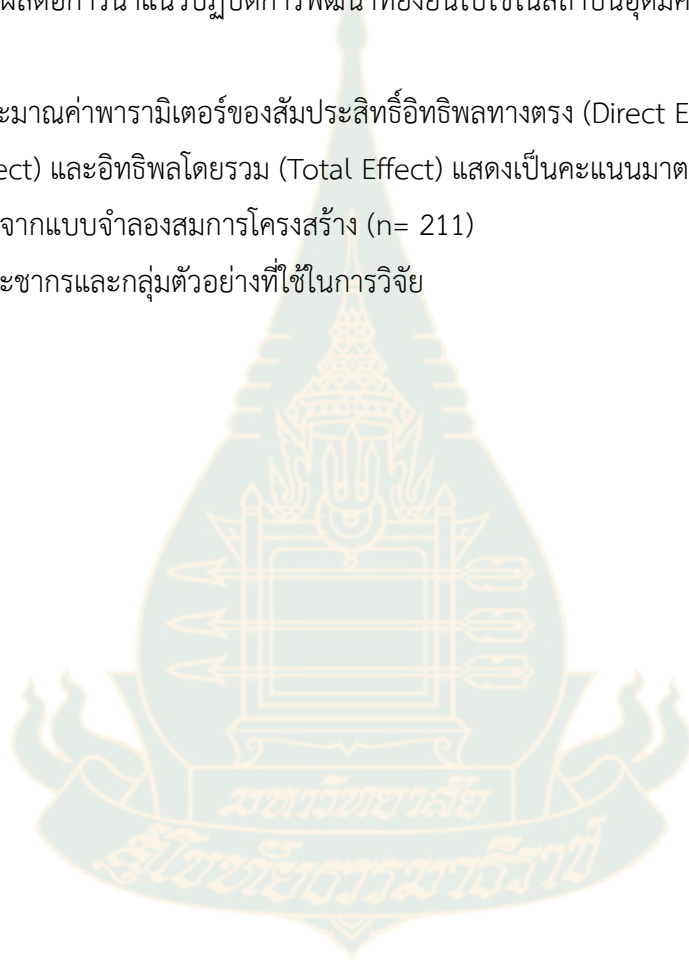 ผลต่อการนำแนวปฏิบัติการพัฒนาที่ยั่งยืนไปใช้ในสถาบันอุดมศ
ะมาณค่าพารามิเตอร์ของสัมประสิทธิ์อิทธิพลทางตรง (Direct E
ect) และอิทธิพลโดยรวม (Total Effect) แสดงเป็นคะแนนมาต
จากแบบจำลองสมการโครงสร้าง (n= 211)
ะชากรและกลุ่มตัวอย่างที่ใช้ในการวิจัย
มหาวิทยาลัย
สุโขทัยธรรมาธิราช